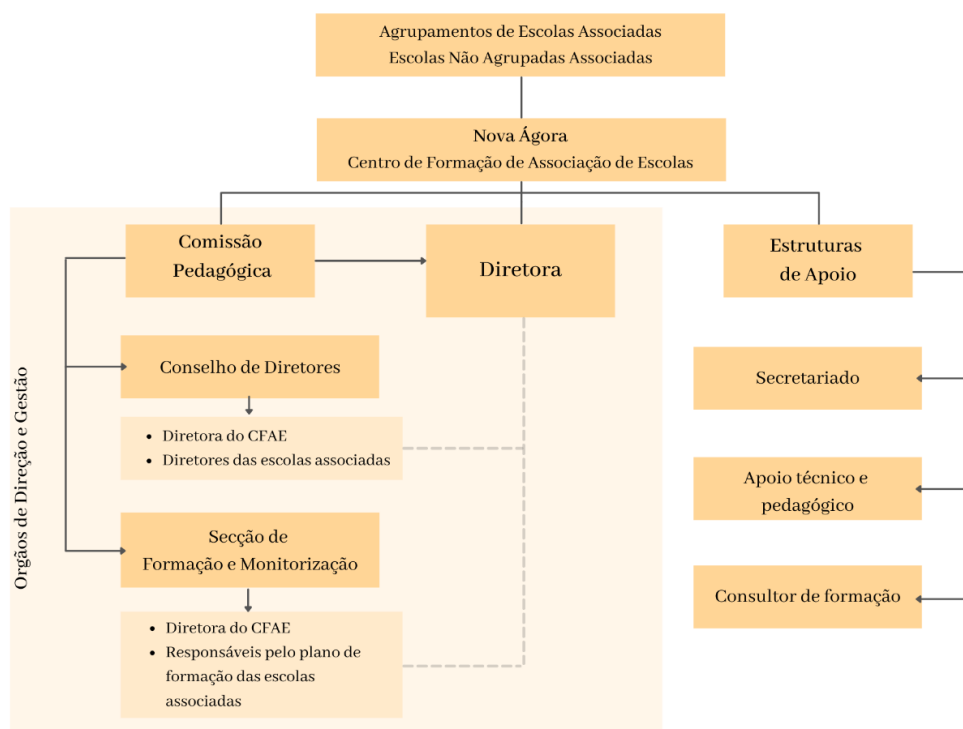 Agrupamentos de Escolas Associadas
Escolas Não Agrupadas Associadas
Nova Ágora
Centro de Formação de Associação de Escolas
Comissão
Pedagógica
Diretora
Estruturas
de Apoio
Orgãos de Direção e Gestão
Conselho de Diretores
• Diretora do CFAE
• Diretores das escolas associadas
Secção de
Formação e Monitorização
• Diretora do CFAE
• Responsáveis pelo plano de
formação das escolas
associadas
Secretariado
Apoio técnico e
pedagógico
Consultor de formação